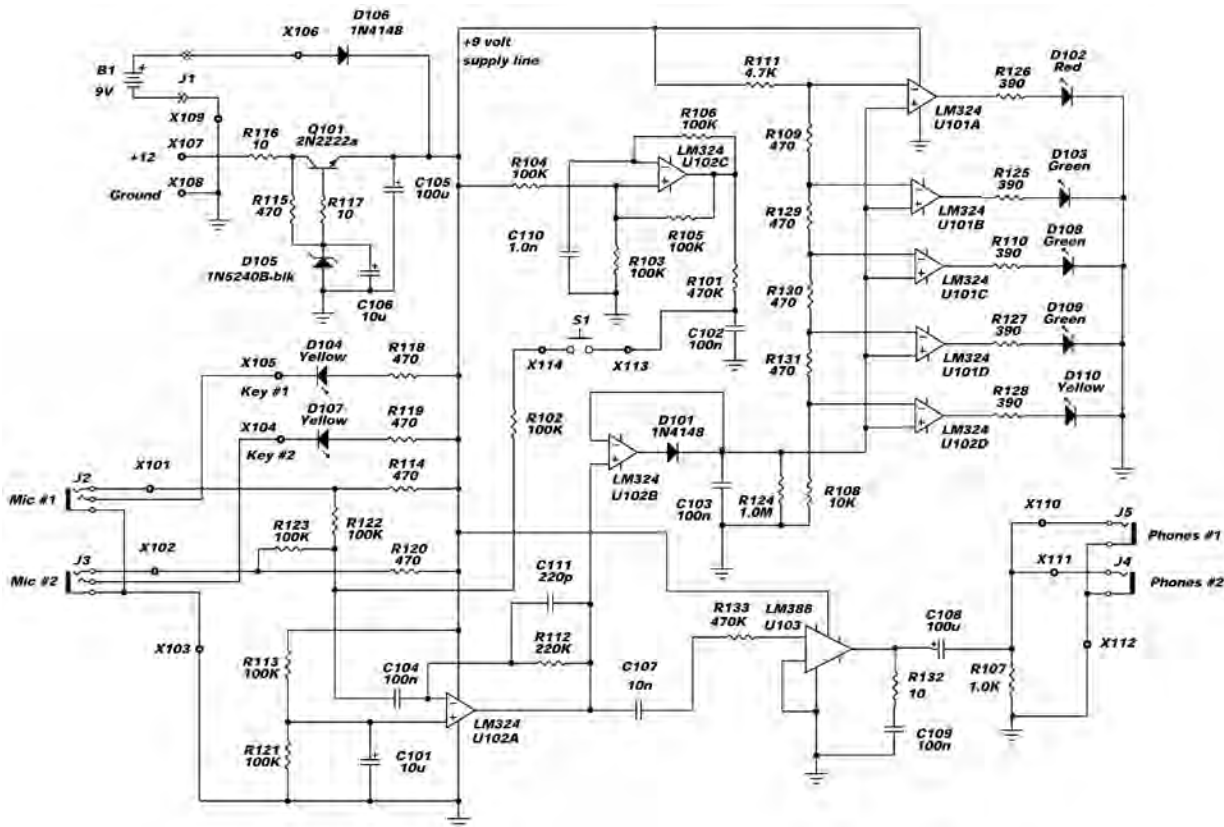 D106
1N4148
X106
+9 volt
supply line
B1
+
9V
J1
X109
X107
+12
X108
Ground
R116
10
Q101
2N2222a
R115
470
R117
10
C105
100u
+
D105
1N5240B-blk
C106
10u
+
R111
4.7K
R106
100K
LM324
U102C
R104
100K
R105
100K
C110
1.0n
R103
100K
R101
470K
C102
100n
S1
X114
X113
R109
470
R129
470
R130
470
R131
470
LM324
U101A
R126
390
D102
Red
LM324
U101B
R125
390
D103
Green
LM324
U101C
R110
390
D108
Green
LM324
U101D
R127
390
D109
Green
LM324
U102D
R128
390
D110
Yellow
X105
Key #1
D104
Yellow
R118
470
X104
Key #2
D107
Yellow
R119
470
R114
470
X101
J2
Mic #1
R123
100K
R122
100K
R120
470
X102
J3
Mic #2
X103
R102
100K
D101
1N4148
LM324
U102B
C103
100n
R124
1.0M
R108
10K
C111
220p
R112
220K
R113
100K
C104
100n
LM324
U102A
R121
100K
C101
10u
+
C107
10n
R133
470K
LM386
U103
C108
100u
+
R132
10
C109
100n
R107
1.0K
X110
J5
Phones #1
X111
J4
Phones #2
X112